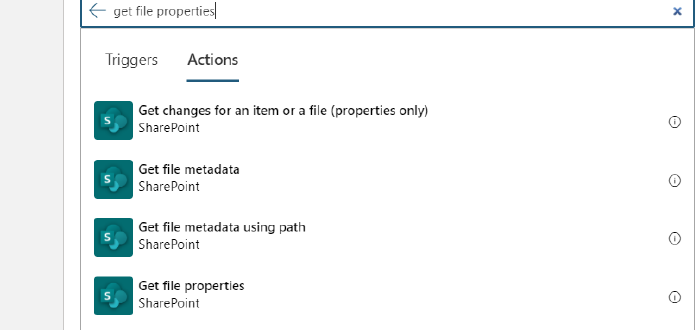 get file properties
Triggers Actions
Get changes for an item or a file (properties only)
SharePoint
Get file metadata
SharePoint
Get file metadata using path
SharePoint
Get file properties
SharePoint